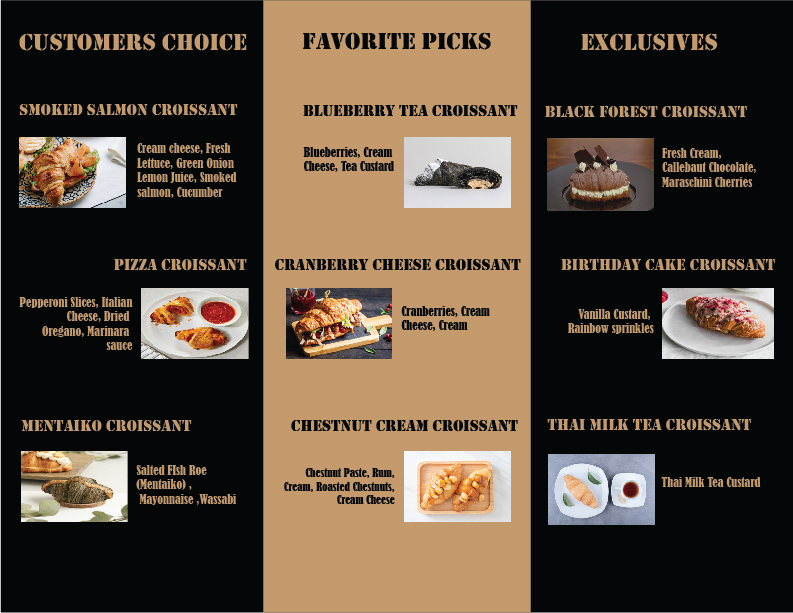 CUSTOMERS CHOICE
SMOKED SALMON CROISSANT
Cream cheese, Fresh
Lettuce, Green Onion
Lemon Juice, Smoked
salmon, Cucumber
PIZZA CROISSANT
Pepperoni Slices, Italian
Cheese, Dried
Oregano, Marinara
sauce
MENTAIKO CROISSANT
Salted FIsh Roe
(Mentaiko) ,
Mayonnaise ,Wassabi
FAVORITE PICKS
BLUEBERRY TEA CROISSANT
Blueberries, Cream
Cheese, Tea Custard
CRANBERRY CHEESE CROISSANT
Cranberries, Cream
Cheese, Cream
CHESTNUT CREAM CROISSANT
Chestnut Paste, Rum,
Cream, Roasted Chestnuts,
Cream Cheese
EXCLUSIVES
BLACK FOREST CROISSANT
Fresh Cream,
Callebaut Chocolate,
Maraschini Cherries
BIRTHDAY CAKE CROISSANT
Vanilla Custard,
Rainbow sprinkles
THAI MILK TEA CROISSANT
Thai Milk Tea Custard